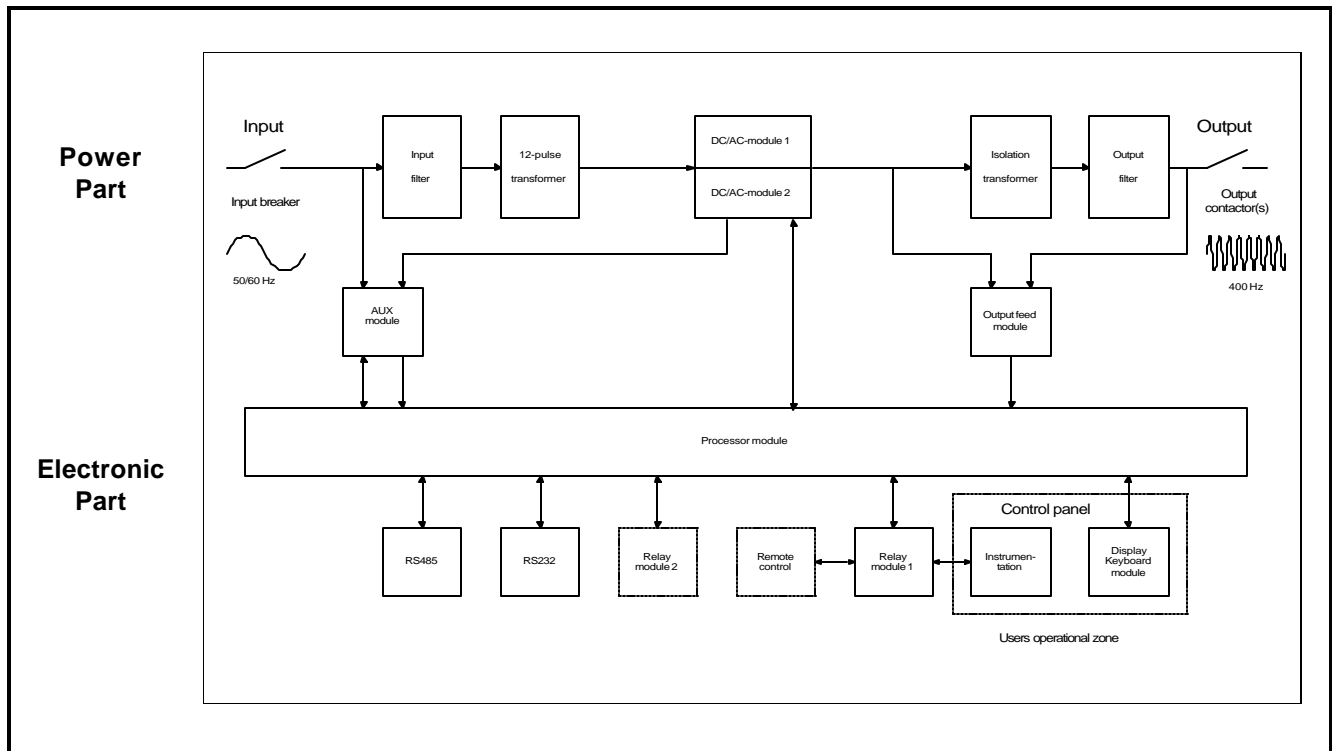 Power
Part
Input
Input breaker
50/60 Hz
Input
filter
12-pulse
transformer
DC/AC-module 1
DC/AC-module 2
Isolation
transformer
Output
filter
Output
Output
contactor(s)
400 Hz
AUX
module
Output feed
module
Electronic
Part
Processor module
RS485
RS232
Relay
module 2
Remote
control
Relay
module 1
Control panel
Instrumen-
tation
Display
Keyboard
module
Users operational zone